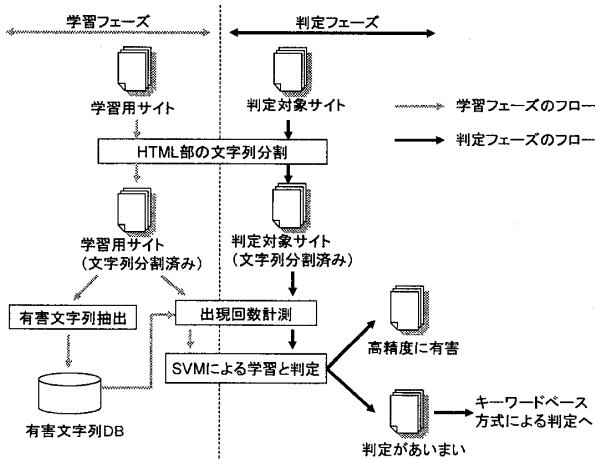 学習フェーズ
判定フェーズ
学習用サイト
判定対象サイト
学習フェーズのフロー
判定フェーズのフロー
HTML部の文字列分割
学習用サイト
（文字列分割済み）
判定対象サイト
（文字列分割済み）
有害文字列抽出
出現回数計測
高精度に有害
SVMによる学習と判定
有害文字列DB
キーワードベース
方式による判定へ
判定があいまい